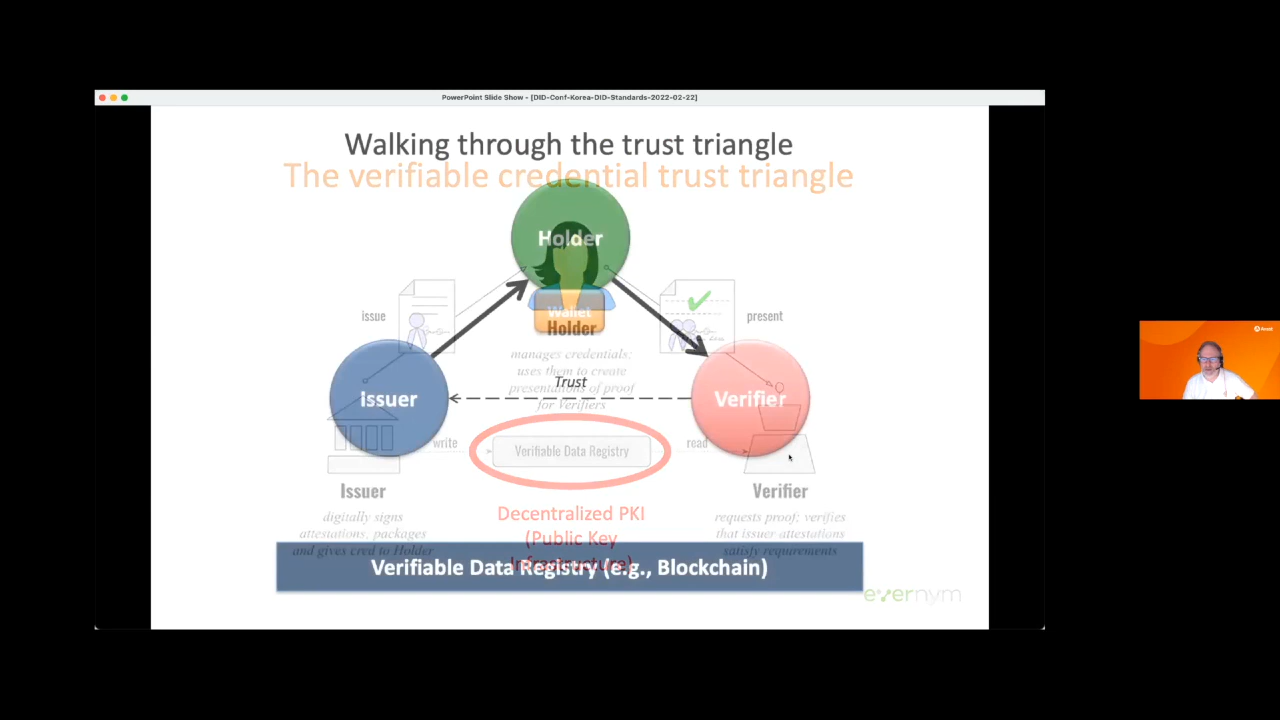 PowerPoint Slide Show - [DID-Conf-Korea-DID-Standards-2022-02-22]
Walking through the trust triangle
The verifiable credential trust triangle
Holder
Wallet
Holder
issue
present
manages credentials;
uses them to create
presentations of proof
for Verifiers
Trust
Issuer
Verifier
write
Verifiable Data Registry
read
Issuer
Verifier
digitally signs
attestations, packages
and gives cred to Holder
requests proof; verifies
that issuer attestations
satisfy requirements
Decentralized PKI
(Public Key
Infrastructure)
Verifiable Data Registry (e.g., Blockchain)
evernym